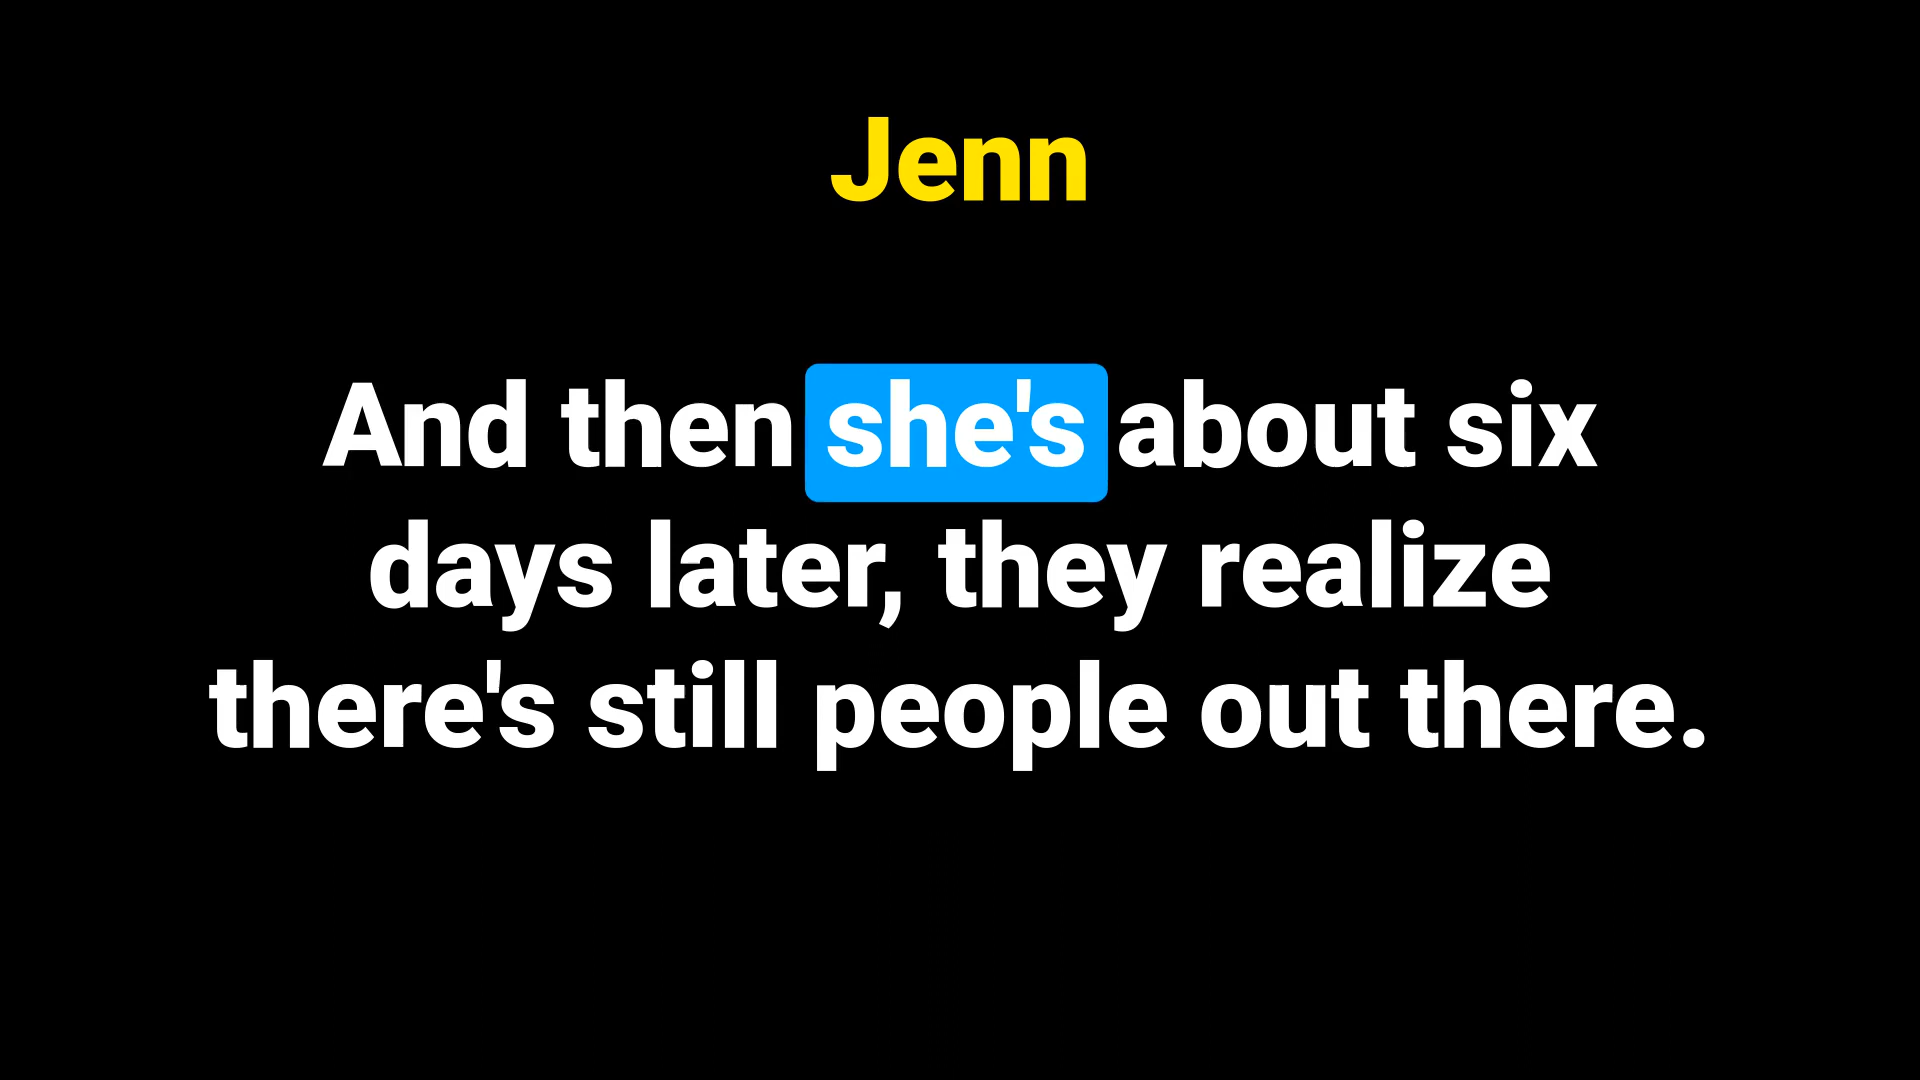 Jenn
And then she's about six
days later, they realize
there's still people out there.